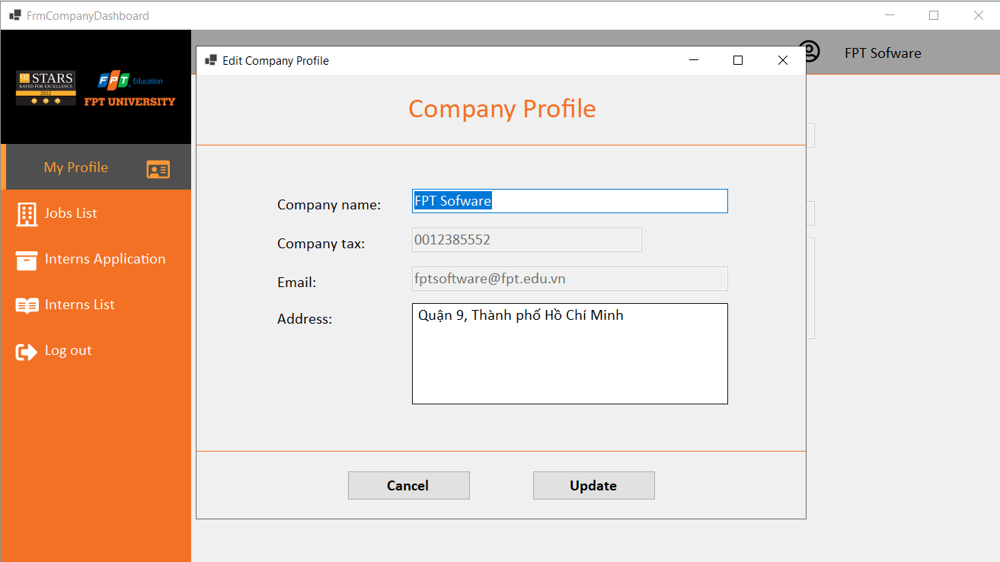 FrmCompanyDashboard
QS STARS
RATED FOR EXCELLENCE
2012
FPT Education
FPT UNIVERSITY
FPT Sofware
My Profile
Jobs List
Interns Application
Interns List
Log out
Edit Company Profile
Company Profile
Company name: FPT Sofware
Company tax: 0012385552
Email: fptsoftware@fpt.edu.vn
Address: Quận 9, Thành phố Hồ Chí Minh
Cancel Update